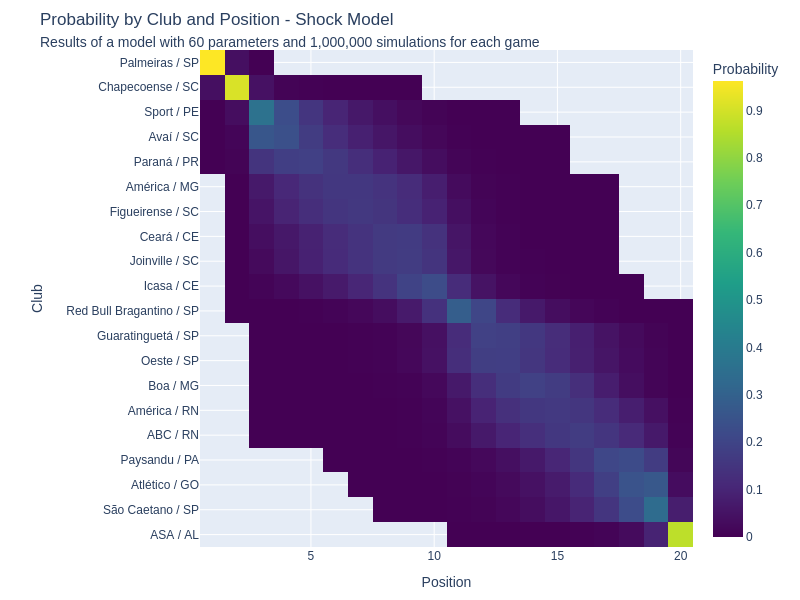 Probability by Club and Position - Shock Model
Results of a model with 60 parameters and 1,000,000 simulations for each game
Probability
Palmeiras / SP
Chapecoense / SC
Sport / PE
Avaí / SC
Paraná / PR
América / MG
Figueirense / SC
Ceará / CE
Joinville / SC
Icasa / CE
Red Bull Bragantino / SP
Guaratinguetá / SP
Oeste / SP
Boa / MG
América / RN
ABC / RN
Paysandu / PA
Atlético / GO
São Caetano / SP
ASA / AL
Club
5
10
15
20
Position
0.9
0.8
0.7
0.6
0.5
0.4
0.3
0.2
0.1
0